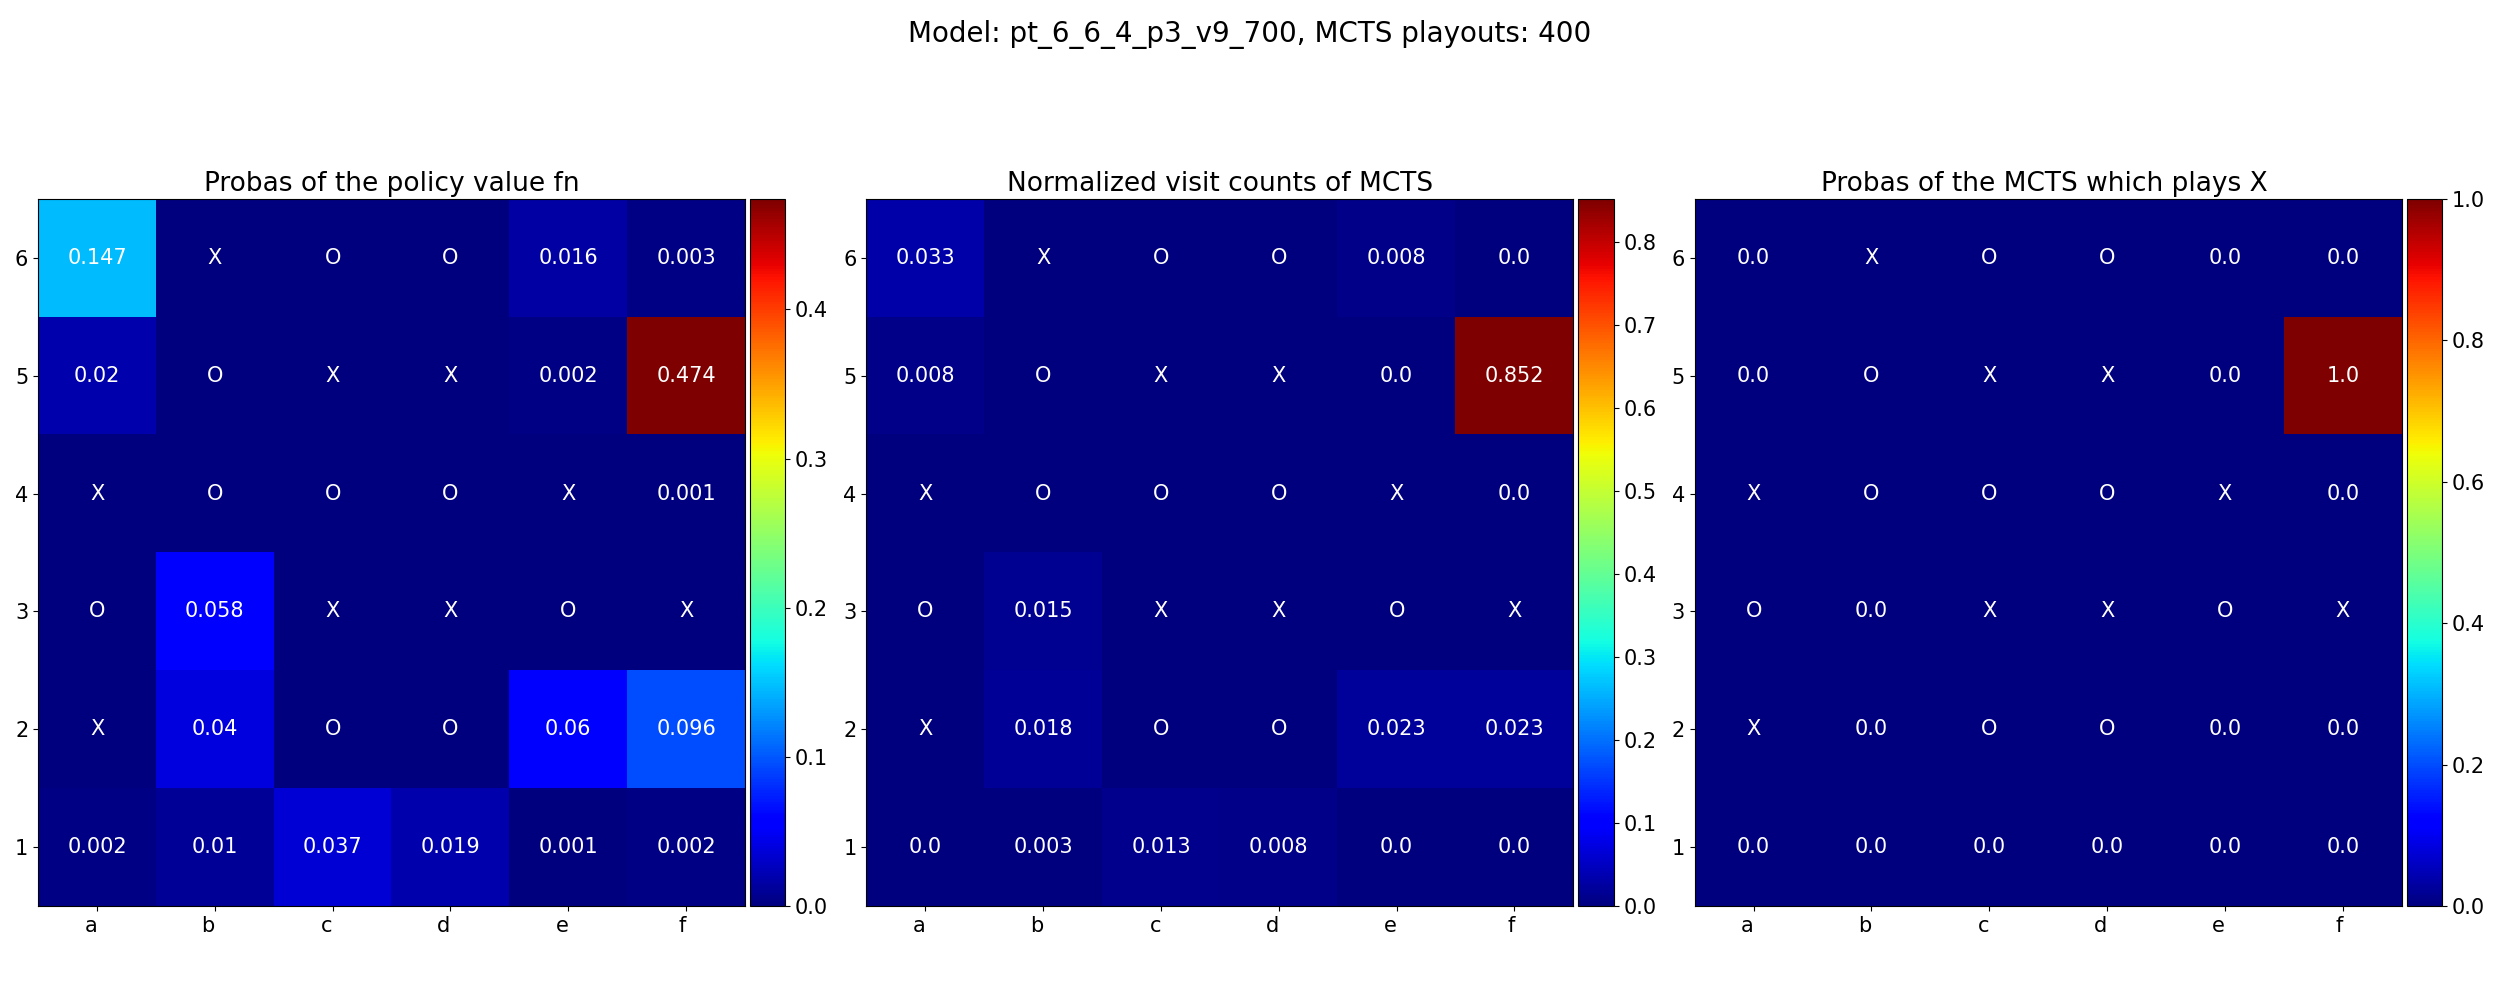 Model: pt_6_6_4_p3_v9_700, MCTS playouts: 400
Probas of the policy value fn
6 0.147 X O O 0.016 0.003
5 0.02 O X X 0.002 0.474
4 X O O O X 0.001
3 O 0.058 X X O X
2 X 0.04 O O 0.06 0.096
1 0.002 0.01 0.037 0.019 0.001 0.002
a b c d e f
0.4
0.3
0.2
0.1
0.0
Normalized visit counts of MCTS
6 0.033 X O O 0.008 0.0
5 0.008 O X X 0.0 0.852
4 X O O O X 0.0
3 O 0.015 X X O X
2 X 0.018 O O 0.023 0.023
1 0.0 0.003 0.013 0.008 0.0 0.0
a b c d e f
0.8
0.7
0.6
0.5
0.4
0.3
0.2
0.1
0.0
Probas of the MCTS which plays X
6 0.0 X O O 0.0 0.0
5 0.0 O X X 0.0 1.0
4 X O O O X 0.0
3 O 0.0 X X O X
2 X 0.0 O O 0.0 0.0
1 0.0 0.0 0.0 0.0 0.0 0.0
a b c d e f
1.0
0.8
0.6
0.4
0.2
0.0